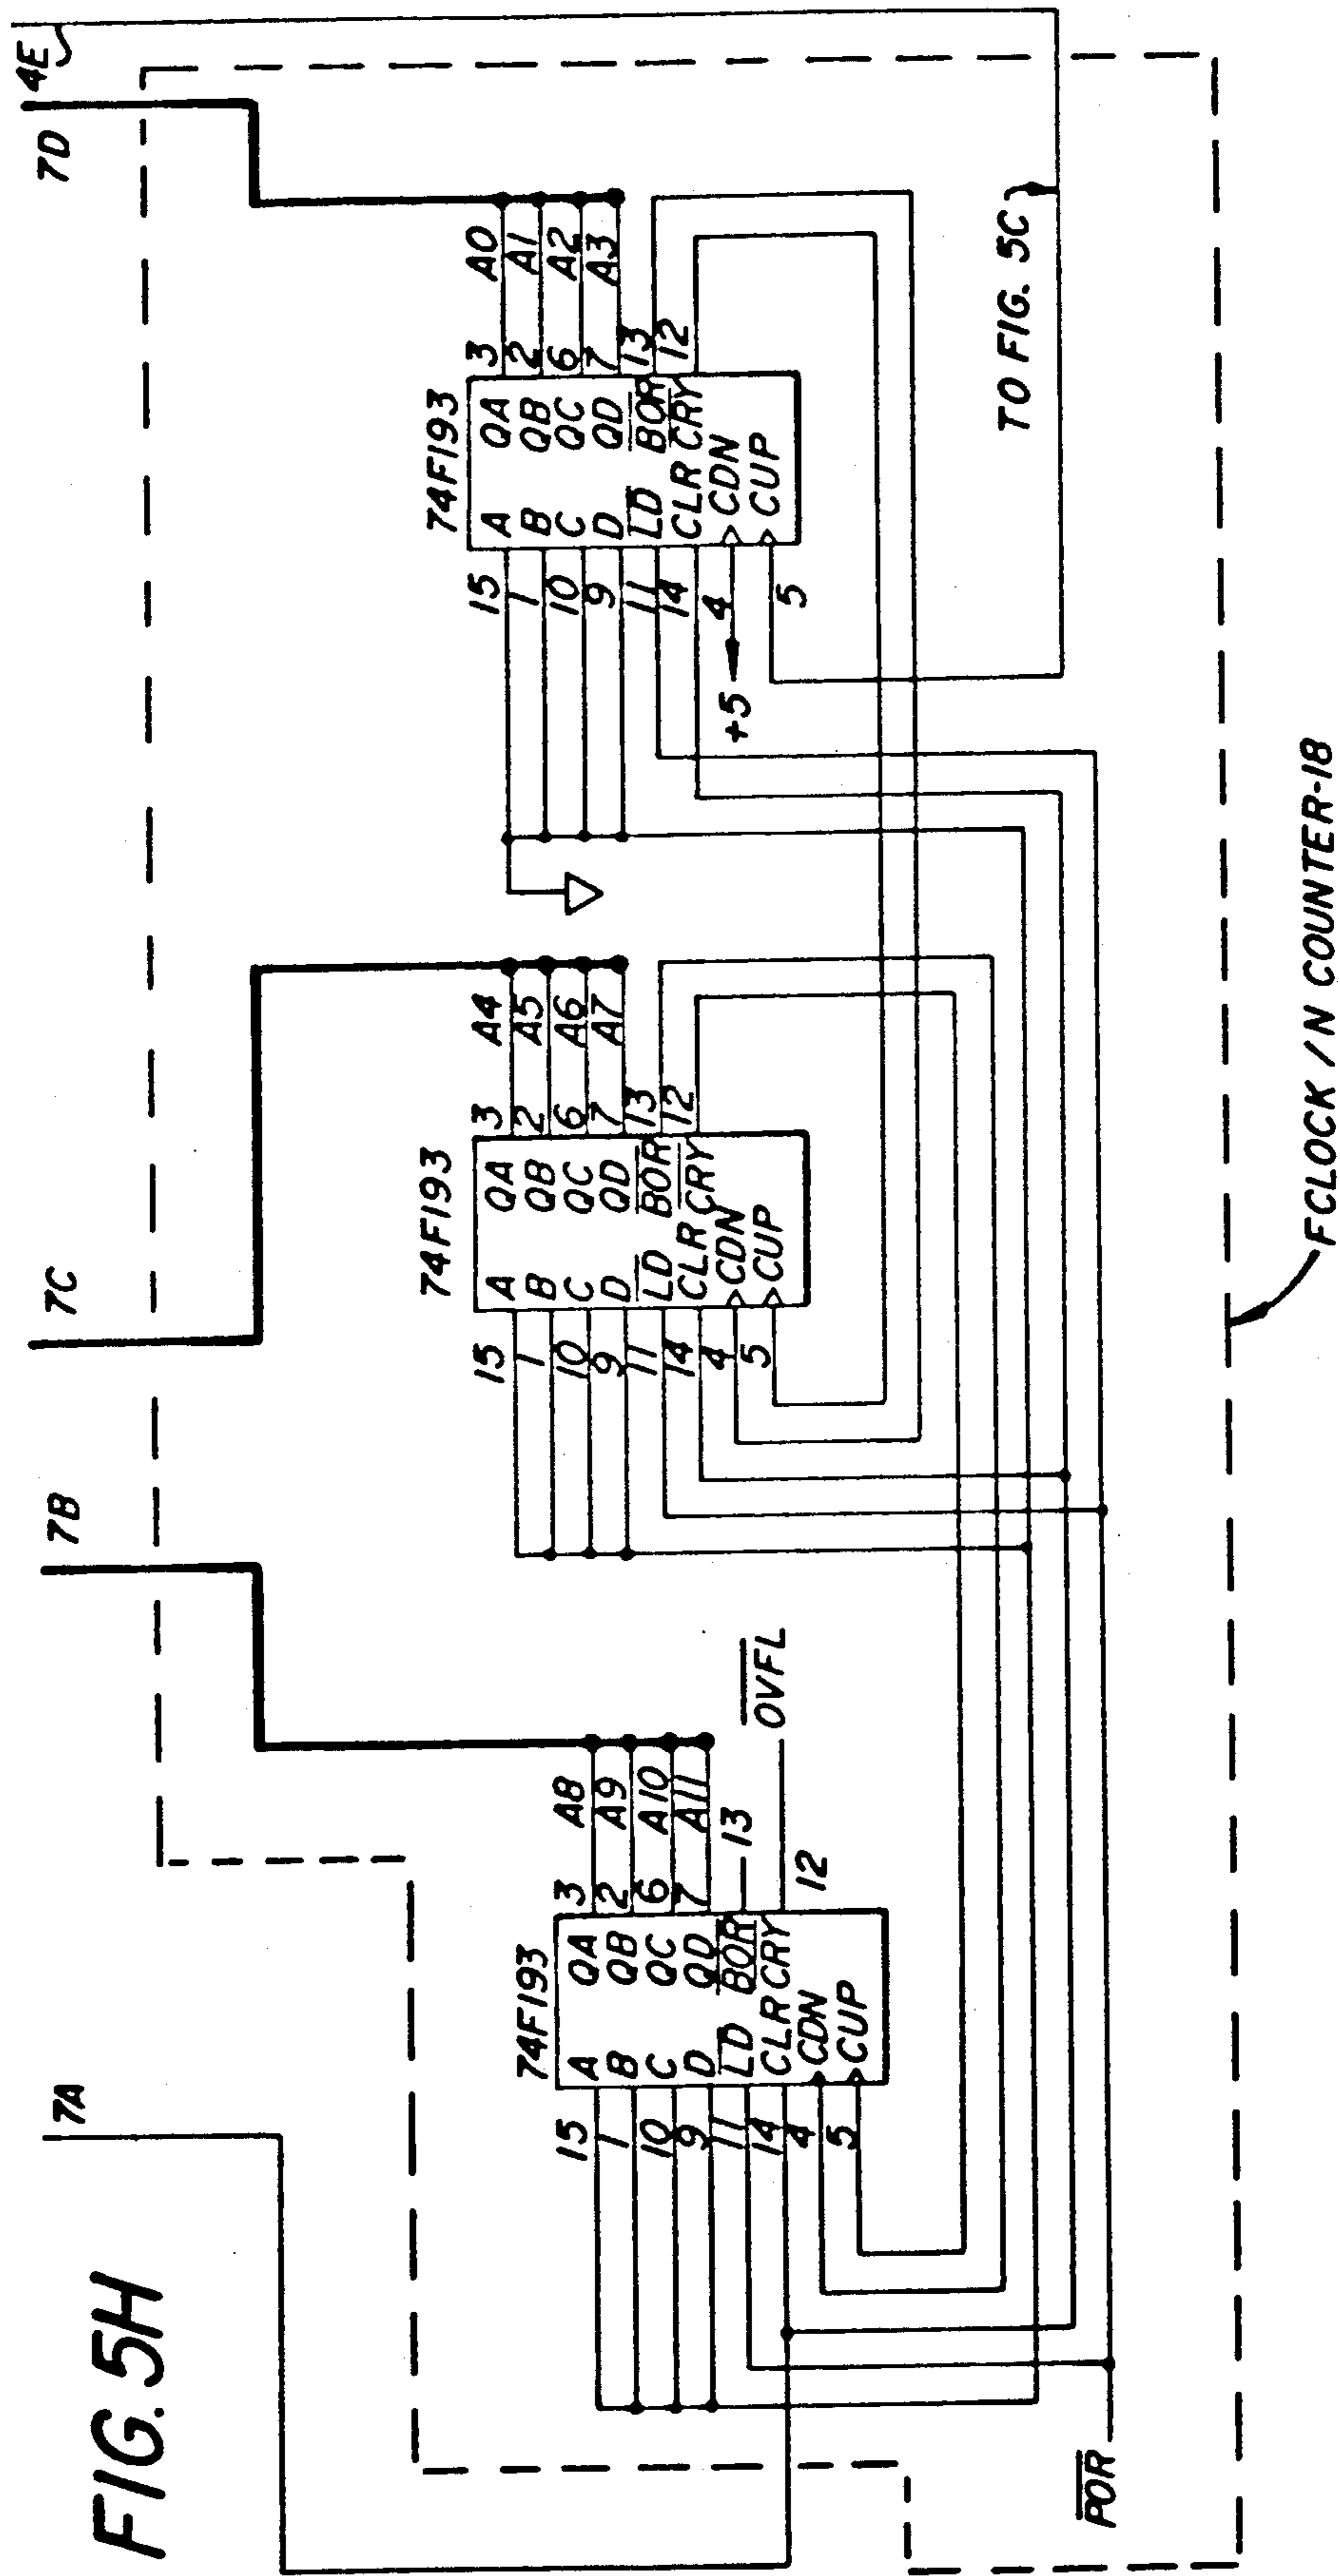 FIG. 5H
7A
7B
7C
7D
4E
74F193
15 A QA 3 A8
1 B QB 2 A9
10 C QC 6 A10
9 D QD 7 A11
11 LD BOR 13
14 CLR CRY 12 OVFL
4 CDN
5 CUP
74F193
15 A QA 3 A4
1 B QB 2 A5
10 C QC 6 A6
9 D QD 7 A7
11 LD BOR 13
14 CLR CRY 12
4 CDN
5 CUP
74F193
15 A QA 3 A0
1 B QB 2 A1
10 C QC 6 A2
9 D QD 7 A3
11 LD BOR 13
14 CLR CRY 12
+5 4 CDN
5 CUP
TO FIG. 5C
POR
FCLOCK / N COUNTER-18